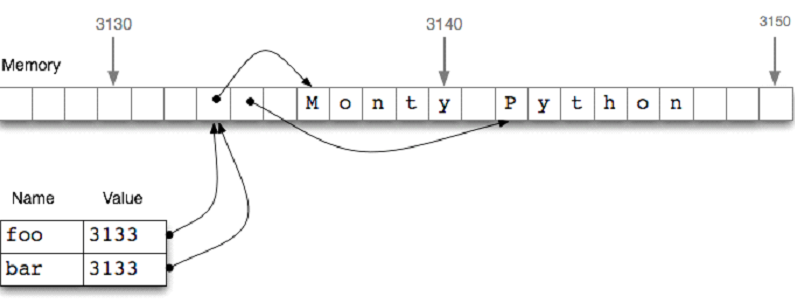 3130 3140 3150
Memory
M o n t y P y t h o n
Name Value
foo 3133
bar 3133